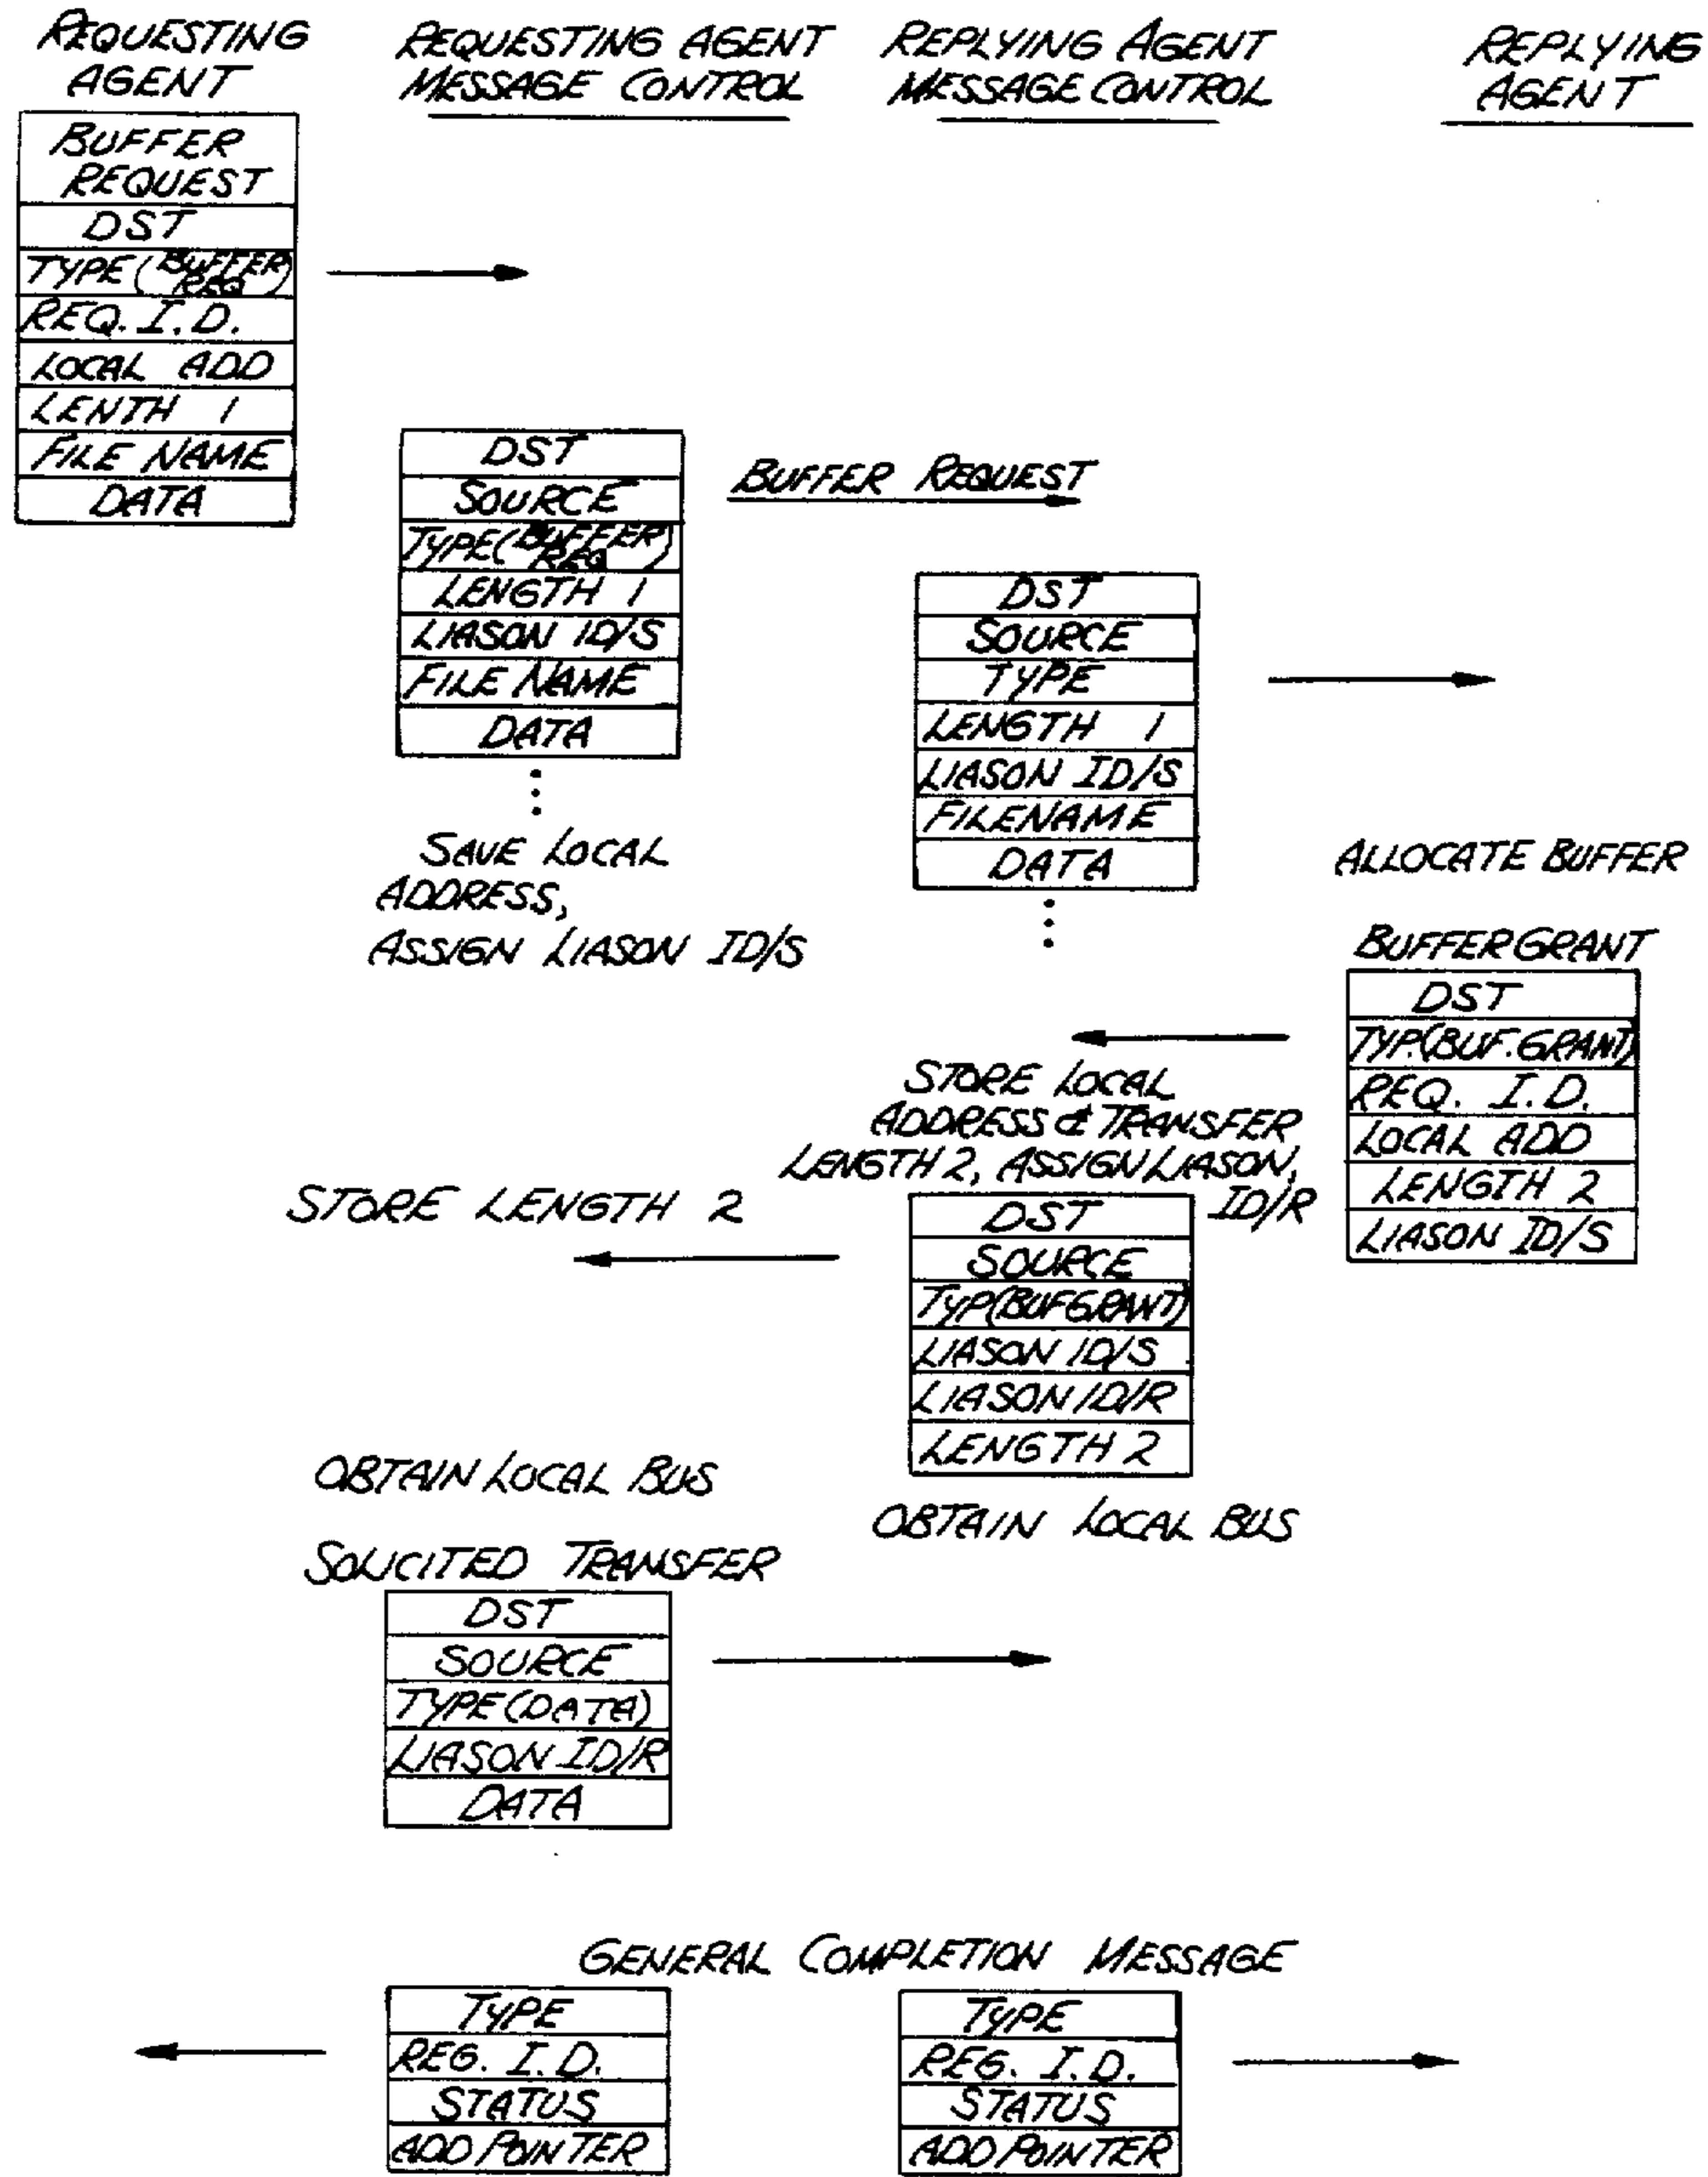 REQUESTING
AGENT
REQUESTING AGENT
MESSAGE CONTROL
REPLYING AGENT
MESSAGE CONTROL
REPLYING
AGENT
BUFFER
REQUEST
DST
TYPE (BUFFER
REQ)
REQ. I.D.
LOCAL ADD
LENTH 1
FILE NAME
DATA
DST
SOURCE
TYPE (BUFFER
REQ)
LENGTH 1
LIASON ID/S
FILE NAME
DATA
SAVE LOCAL
ADDRESS,
ASSIGN LIASON ID/S
BUFFER REQUEST
DST
SOURCE
TYPE
LENGTH 1
LIASON ID/S
FILENAME
DATA
ALLOCATE BUFFER
BUFFER GRANT
DST
TYP.(BUF. GRANT)
REQ. I.D.
LOCAL ADD
LENGTH 2
LIASON ID/S
STORE LOCAL
ADDRESS & TRANSFER
LENGTH 2, ASSIGN LIASON,
ID/R
STORE LENGTH 2
DST
SOURCE
TYP(BUF GRANT)
LIASON ID/S
LIASON ID/R
LENGTH 2
OBTAIN LOCAL BUS
OBTAIN LOCAL BUS
SOLICITED TRANSFER
DST
SOURCE
TYPE (DATA)
LIASON ID/R
DATA
GENERAL COMPLETION MESSAGE
TYPE
REG. I.D.
STATUS
ADD POINTER
TYPE
REG. I.D.
STATUS
ADD POINTER